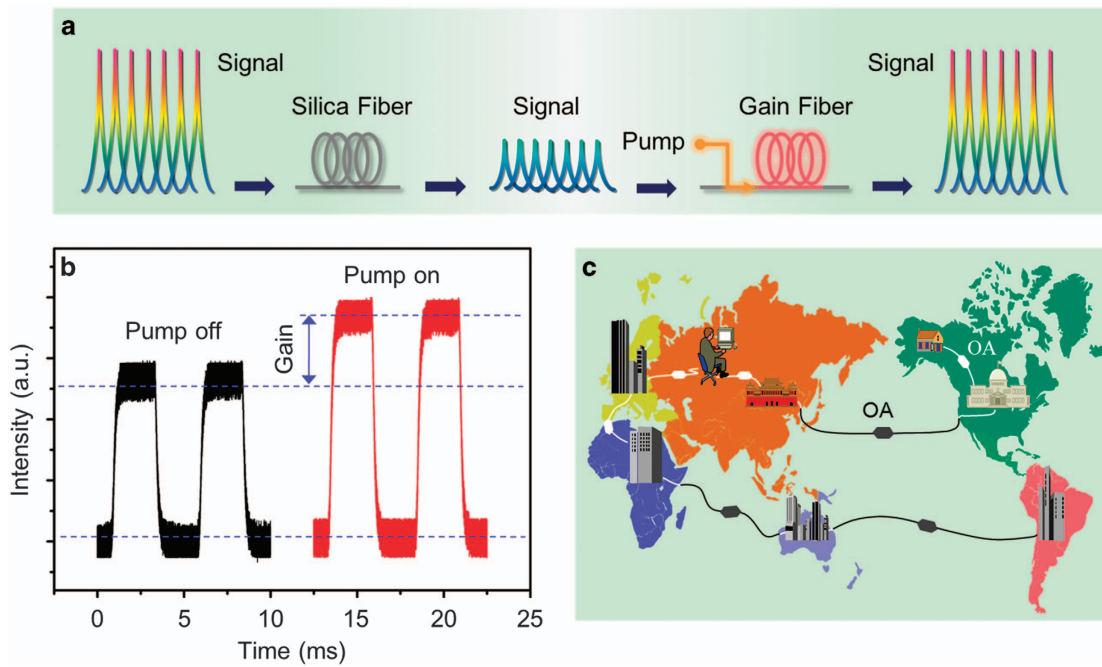 a
Signal
Silica Fiber
Signal
Pump
Gain Fiber
Signal
b
Pump off
Pump on
Gain
Intensity (a.u.)
0 5 10 15 20 25
Time (ms)
c
OA
OA